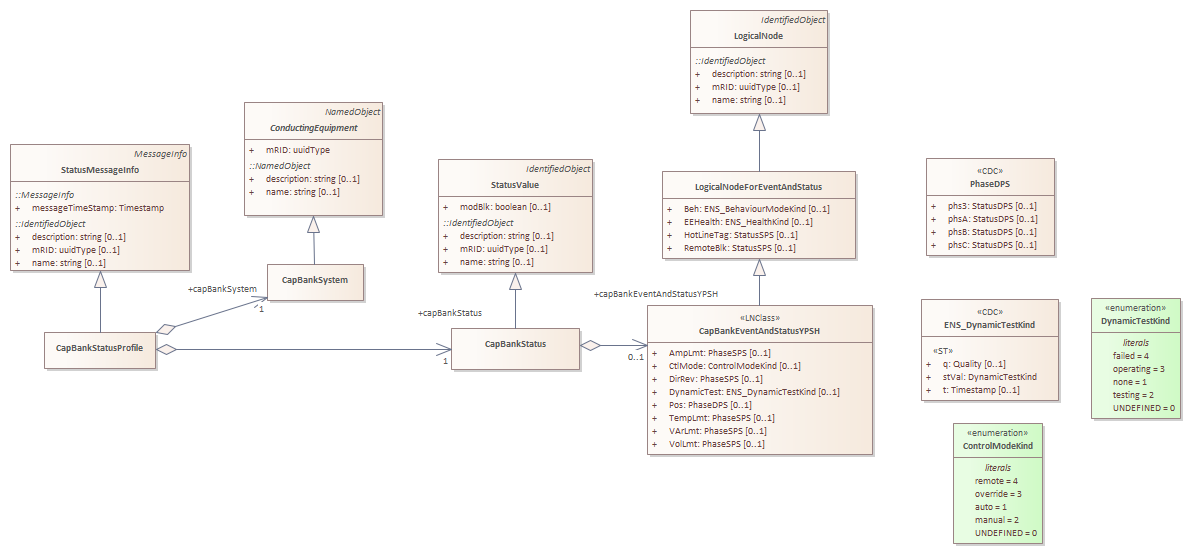 IdentifiedObject
LogicalNode
::IdentifiedObject
+ description: string [0..1]
+ mRID: uuidType [0..1]
+ name: string [0..1]
NamedObject
ConductingEquipment
+ mRID: uuidType
::NamedObject
+ description: string [0..1]
+ name: string [0..1]
MessageInfo
StatusMessageInfo
::MessageInfo
+ messageTimeStamp: Timestamp
::IdentifiedObject
+ description: string [0..1]
+ mRID: uuidType [0..1]
+ name: string [0..1]
IdentifiedObject
StatusValue
+ modBlk: boolean [0..1]
::IdentifiedObject
+ description: string [0..1]
+ mRID: uuidType [0..1]
+ name: string [0..1]
LogicalNodeForEventAndStatus
+ Beh: ENS_BehaviourModeKind [0..1]
+ EEHealth: ENS_HealthKind [0..1]
+ HotLineTag: StatusSPS [0..1]
+ RemoteBlk: StatusSPS [0..1]
«CDC»
PhaseDPS
+ phs3: StatusDPS [0..1]
+ phsA: StatusDPS [0..1]
+ phsB: StatusDPS [0..1]
+ phsC: StatusDPS [0..1]
CapBankSystem
+capBankSystem
1
CapBankStatusProfile
+capBankStatus
1
CapBankStatus
+capBankEventAndStatusYPSH
0..1
«LNClass»
CapBankEventAndStatusYPSH
+ AmpLmt: PhaseSPS [0..1]
+ CtlMode: ControlModeKind [0..1]
+ DirRev: PhaseSPS [0..1]
+ DynamicTest: ENS_DynamicTestKind [0..1]
+ Pos: PhaseDPS [0..1]
+ TempLmt: PhaseSPS [0..1]
+ VArLmt: PhaseSPS [0..1]
+ VolLmt: PhaseSPS [0..1]
«CDC»
ENS_DynamicTestKind
«ST»
+ q: Quality [0..1]
+ stVal: DynamicTestKind
+ t: Timestamp [0..1]
«enumeration»
DynamicTestKind
literals
failed = 4
operating = 3
none = 1
testing = 2
UNDEFINED = 0
«enumeration»
ControlModeKind
literals
remote = 4
override = 3
auto = 1
manual = 2
UNDEFINED = 0